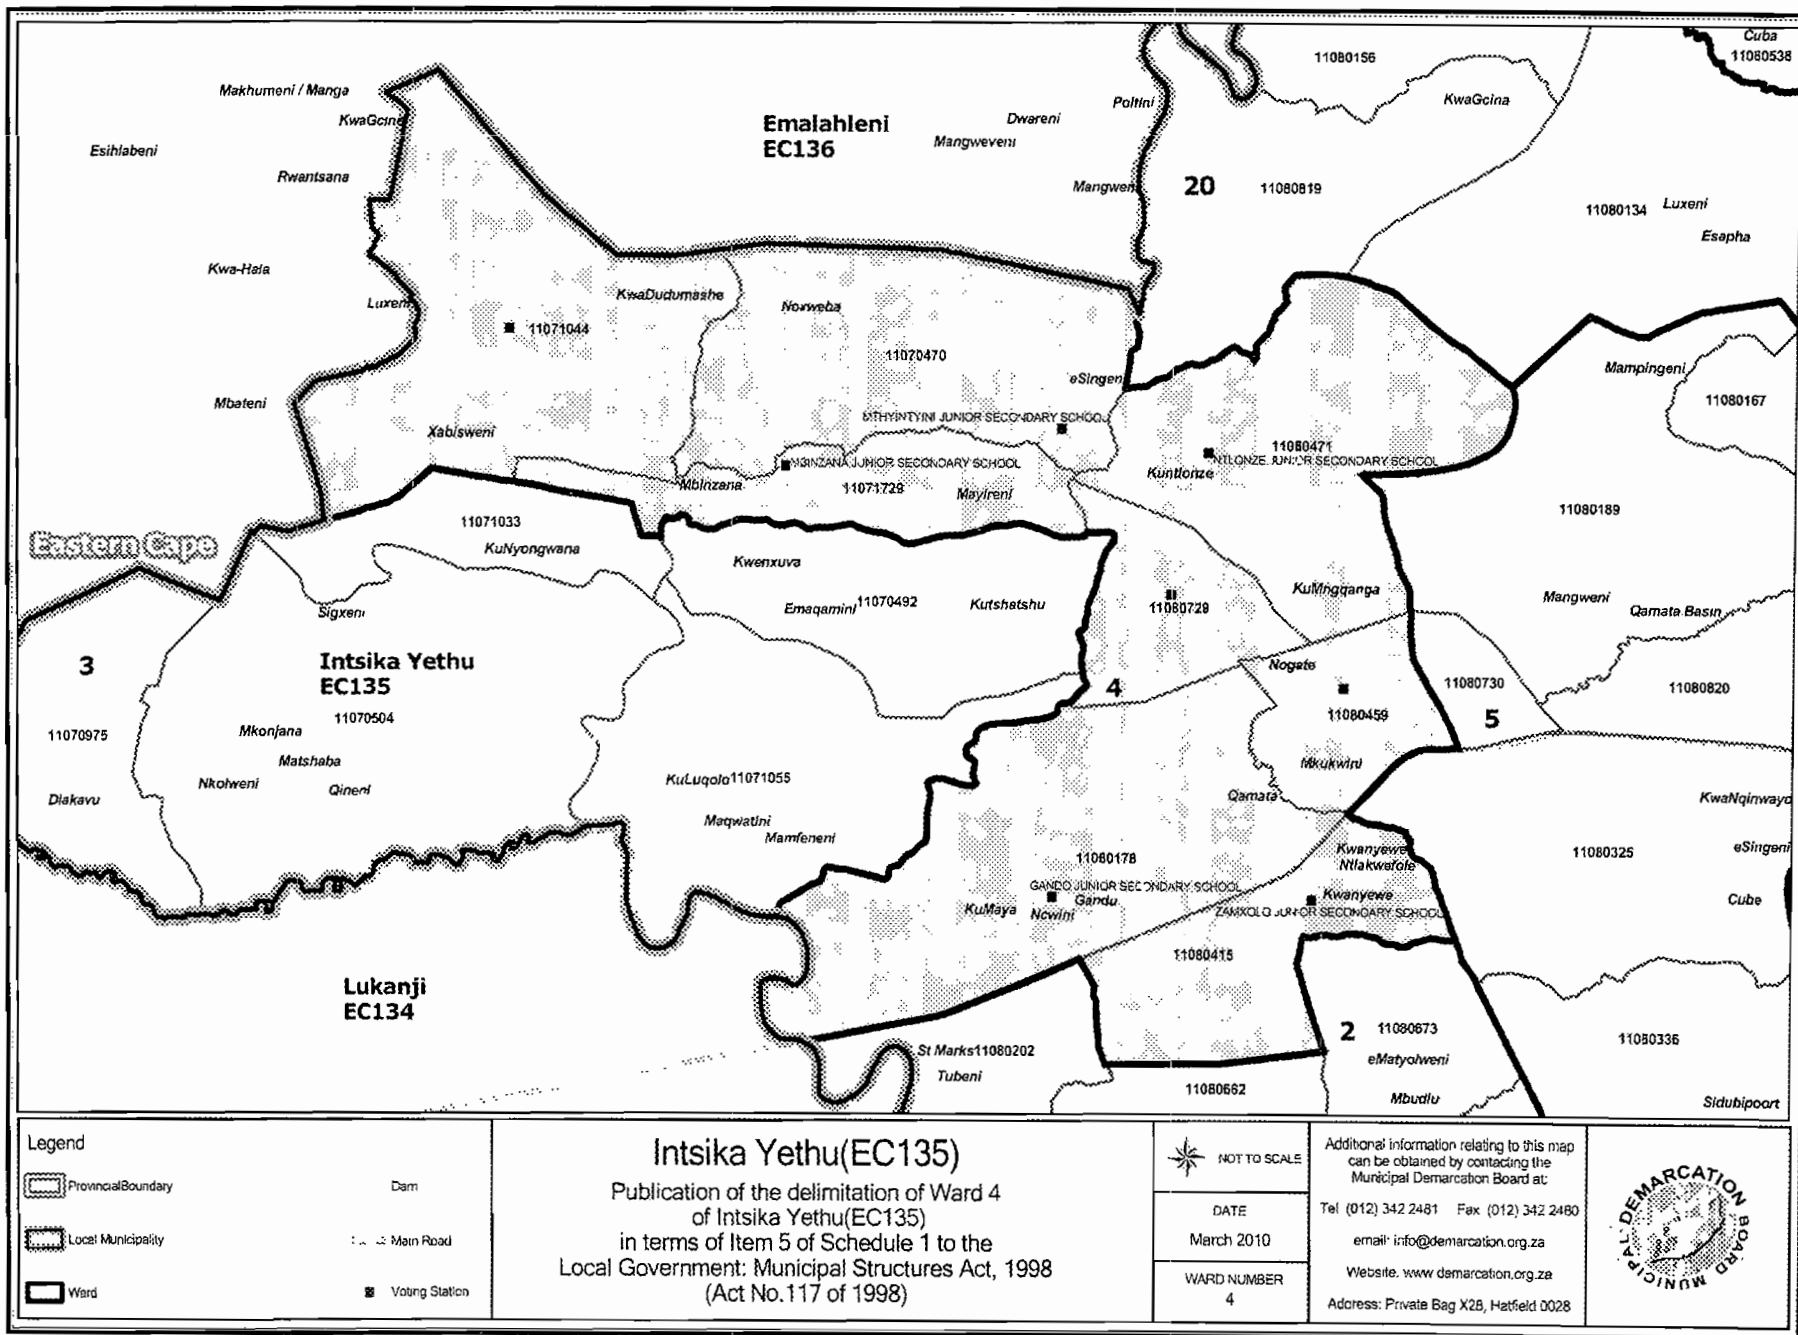 Cuba
11080538
11080156
KwaGcina
Makhumeni / Manga
KwaGcina
Esihlabeni
Rwantsana
Emalahleni
EC136
Poltini
Dwareni
Mangweveni
Mangweni
20
11080819
11080134
Luxeni
Esapha
Kwa-Hala
Luxeni
KwaDudumashe
Noxweba
11071044
11070470
eSingeni
Mampingeni
11080167
Mbateni
Xabisweni
MTHYINTYINI JUNIOR SECONDARY SCHOOL
MBINZANA JUNIOR SECONDARY SCHOOL
Mbinzana
11071729
Mayireni
Kuntlonze
11080471
NTLONZE JUNIOR SECONDARY SCHOOL
11080189
Eastern Cape
11071033
KuNyongwana
Kwenxuva
Emaqamini
11070492
Kutshatshu
11080729
KuMngqanga
Mangweni
Qamata Basin
Sigxeni
3
Intsika Yethu
EC135
11070504
4
Nogate
11080459
11080730
5
11080820
11070975
Mkonjana
Matshaba
Nkolweni
Qineni
Dlakavu
KuLuqolo
11071055
Maqwatini
Mamfeneni
Mkukwini
Qamata
KwaNqinwayo
eSingeni
11080178
Kwanyewe
Ntlakwefole
11080325
GANDO JUNIOR SECONDARY SCHOOL
Gandu
KuMaya
Ncwini
Kwanyewe
ZAMXOLO JUNIOR SECONDARY SCHOOL
Cube
11080415
Lukanji
EC134
2
11080673
eMatyolweni
11080336
St Marks
11080202
Tubeni
11080662
Mbudlu
Sidubipoort
Legend
Provincial Boundary
Dam
Local Municipality
Main Road
Ward
Voting Station
Intsika Yethu(EC135)
Publication of the delimitation of Ward 4
of Intsika Yethu(EC135)
in terms of Item 5 of Schedule 1 to the
Local Government: Municipal Structures Act, 1998
(Act No.117 of 1998)
NOT TO SCALE
DATE
March 2010
WARD NUMBER
4
Additional information relating to this map
can be obtained by contacting the
Municipal Demarcation Board at:
Tel (012) 342 2481 Fax (012) 342 2480
email: info@demarcation.org.za
Website: www.demarcation.org.za
Address: Private Bag X28, Hatfield 0028
MUNICIPAL DEMARCATION BOARD